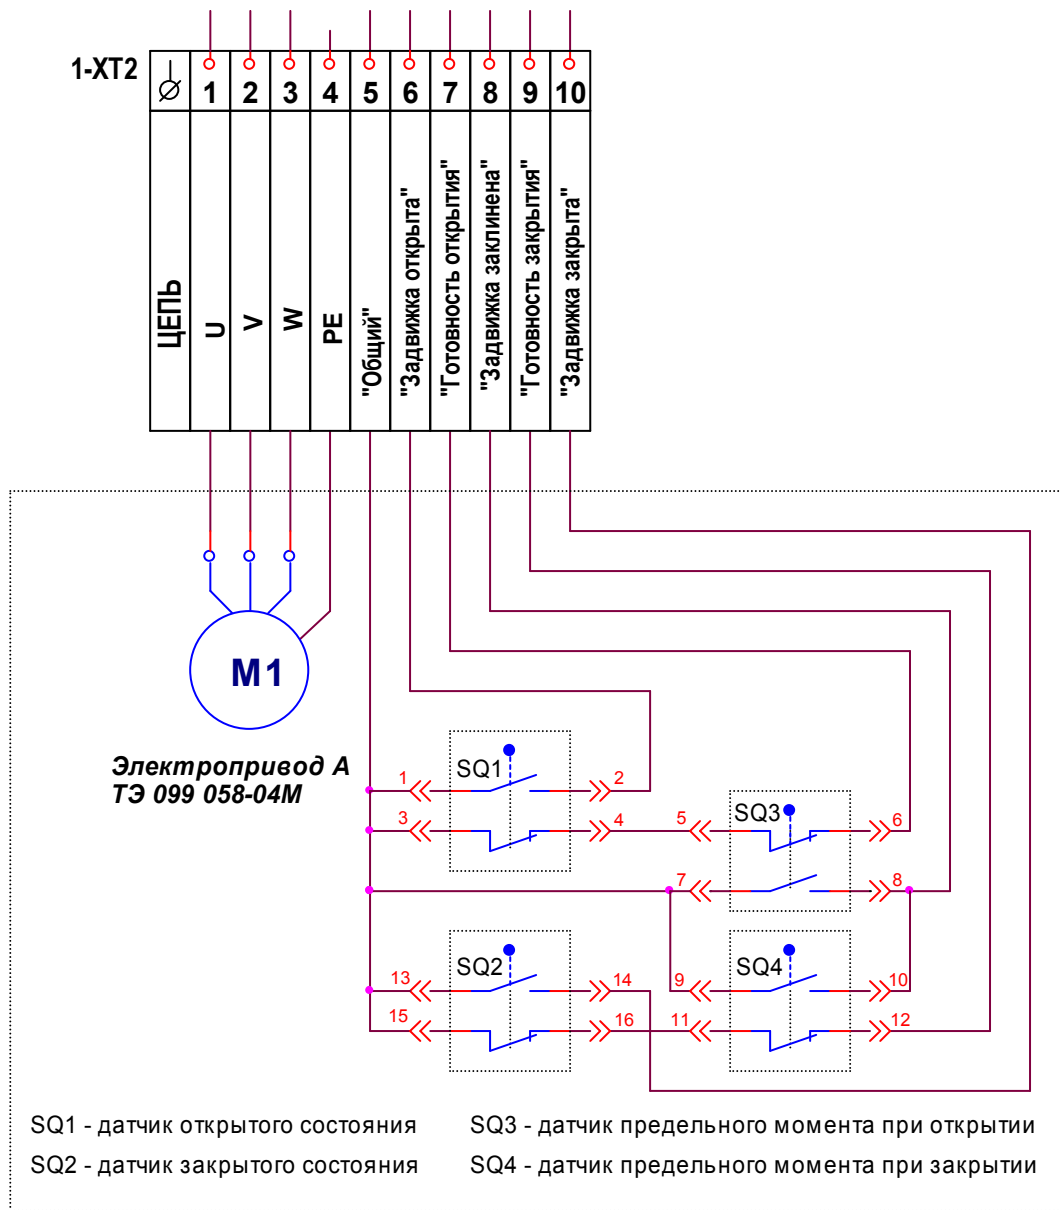 1-XT2
1 2 3 4 5 6 7 8 9 10
ЦЕПЬ
U
V
W
PE
"Общий"
"Задвижка открыта"
"Готовность открытия"
"Задвижка заклинена"
"Готовность закрытия"
"Задвижка закрыта"
M1
Электропривод А
ТЭ 099 058-04М
1 SQ1 2
3 4 5 SQ3 6
7 8
13 SQ2 14 9 SQ4 10
15 16 11 12
SQ1 - датчик открытого состояния
SQ3 - датчик предельного момента при открытии
SQ2 - датчик закрытого состояния
SQ4 - датчик предельного момента при закрытии